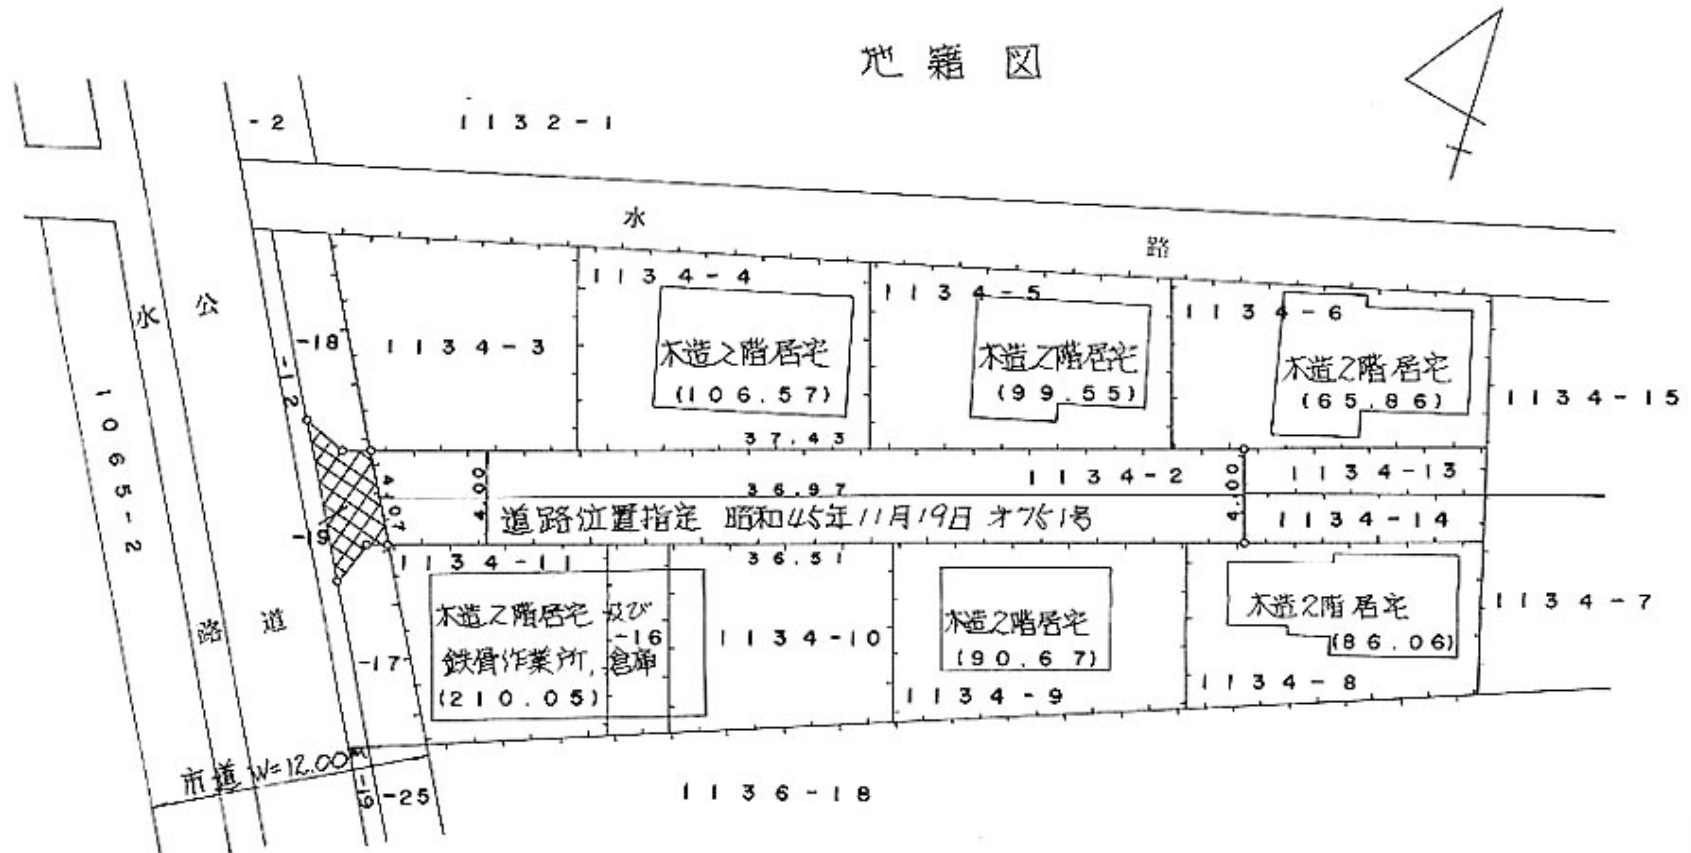 地籍図
-2
1132-1
水
路
水
公
1134-4
1134-5
1134-6
-18
1134-3
木造2階居宅
(106.57)
木造2階居宅
(99.55)
木造2階居宅
(65.86)
1134-15
-12
1065-2
37.43
4.07
4.00
36.97
1134-2
4.00
1134-13
道路位置指定 昭和45年11月19日 才751号
1134-14
-19
1134-11
36.51
木造2階居宅 及び
鉄骨作業所,倉庫
(210.05)
-16
1134-10
木造2階居宅
(90.67)
木造2階居宅
(86.06)
1134-7
路
道
-17
1134-9
1134-8
市道 W=12.00m
-19
-25
1136-18